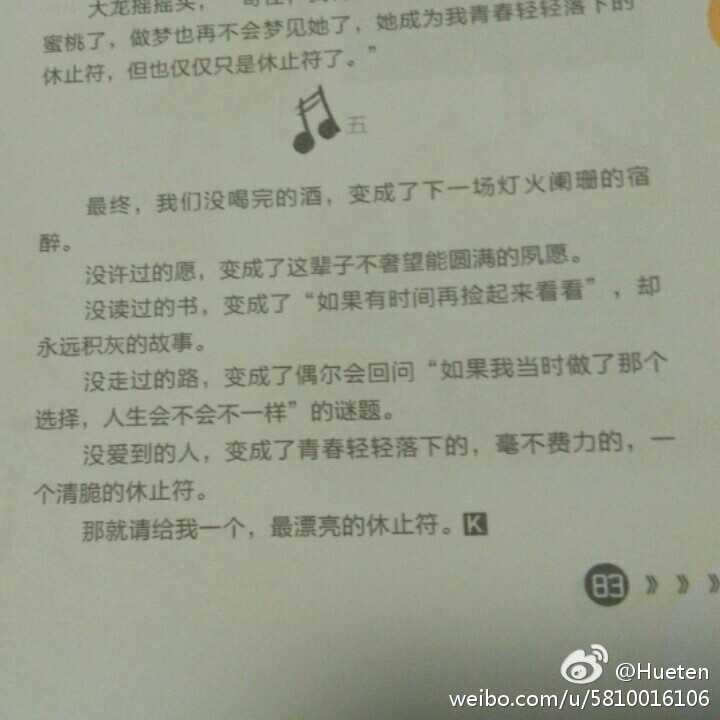 大龙摇摇头，“
蜜桃了，做梦也再不会梦见她了，她成为我青春轻轻落下的
休止符，但也仅仅只是休止符了。”
五
最终，我们没喝完的酒，变成了下一场灯火阑珊的宿
醉。
没许过的愿，变成了这辈子不奢望能圆满的夙愿。
没读过的书，变成了“如果有时间再捡起来看看”，却
永远积灰的故事。
没走过的路，变成了偶尔会回问“如果我当时做了那个
选择，人生会不会不一样”的谜题。
没爱到的人，变成了青春轻轻落下的，毫不费力的，一
个清脆的休止符。
那就请给我一个，最漂亮的休止符。K
83 》 》 》
@Hueten
weibo.com/u/5810016106